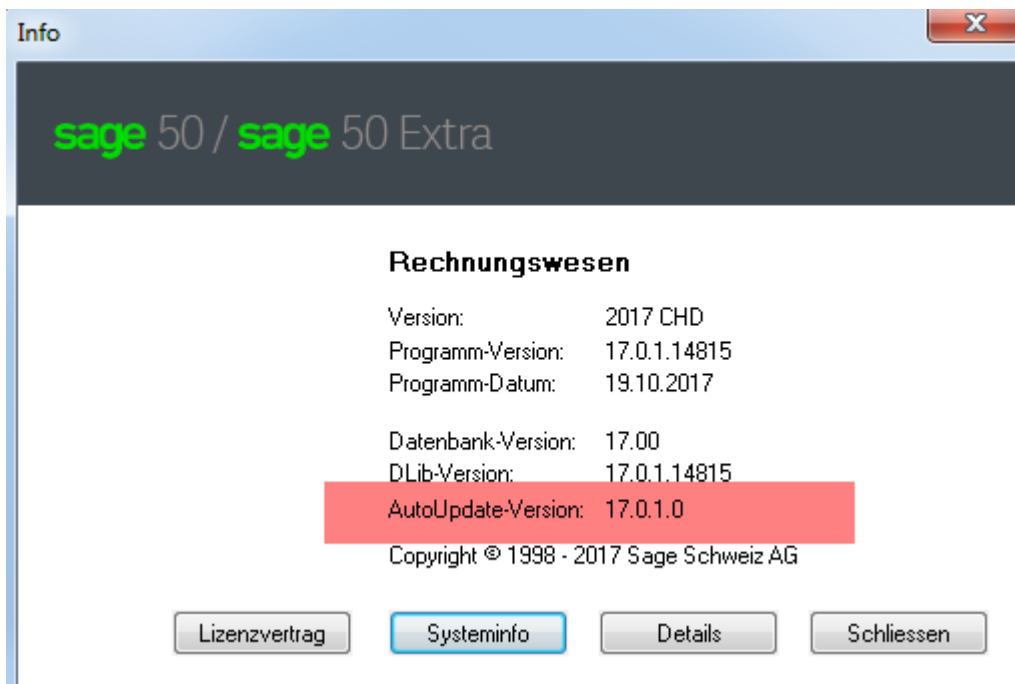 Info
sage 50 / sage 50 Extra
Rechnungswesen
Version: 2017 CHD
Programm-Version: 17.0.1.14815
Programm-Datum: 19.10.2017
Datenbank-Version: 17.00
DLib-Version: 17.0.1.14815
AutoUpdate-Version: 17.0.1.0
Copyright © 1998 - 2017 Sage Schweiz AG
Lizenzvertrag Systeminfo Details Schliessen